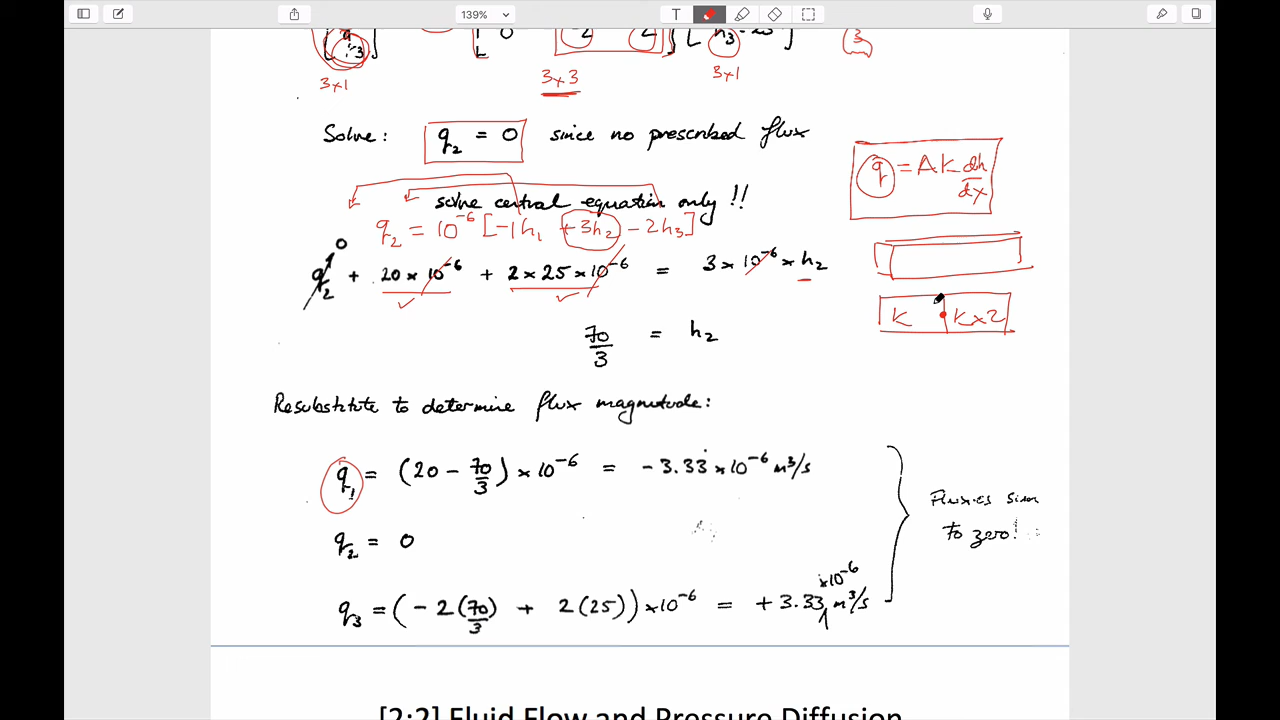 139%
3×1
3×3
3×1
Solve: q₂ = 0 since no prescribed flux
q = AK dh/dx
solve central equation only !!
q₂ = 10⁻⁶ [-1h₁ + 3h₂ - 2h₃]
q₂ 0 + 20 × 10⁻⁶ + 2 × 25 × 10⁻⁶ = 3 × 10⁻⁶ × h₂
K K×2
70/3 = h₂
Resubstitute to determine flux magnitude:
q₁ = (20 - 70/3) × 10⁻⁶ = -3.33 × 10⁻⁶ m³/s
Fluxes sum
to zero!
q₂ = 0
q₃ = (-2(70/3) + 2(25)) × 10⁻⁶ = +3.33 ×10⁻⁶ m³/s
[2:2] Fluid Flow and Pressure Diffusion